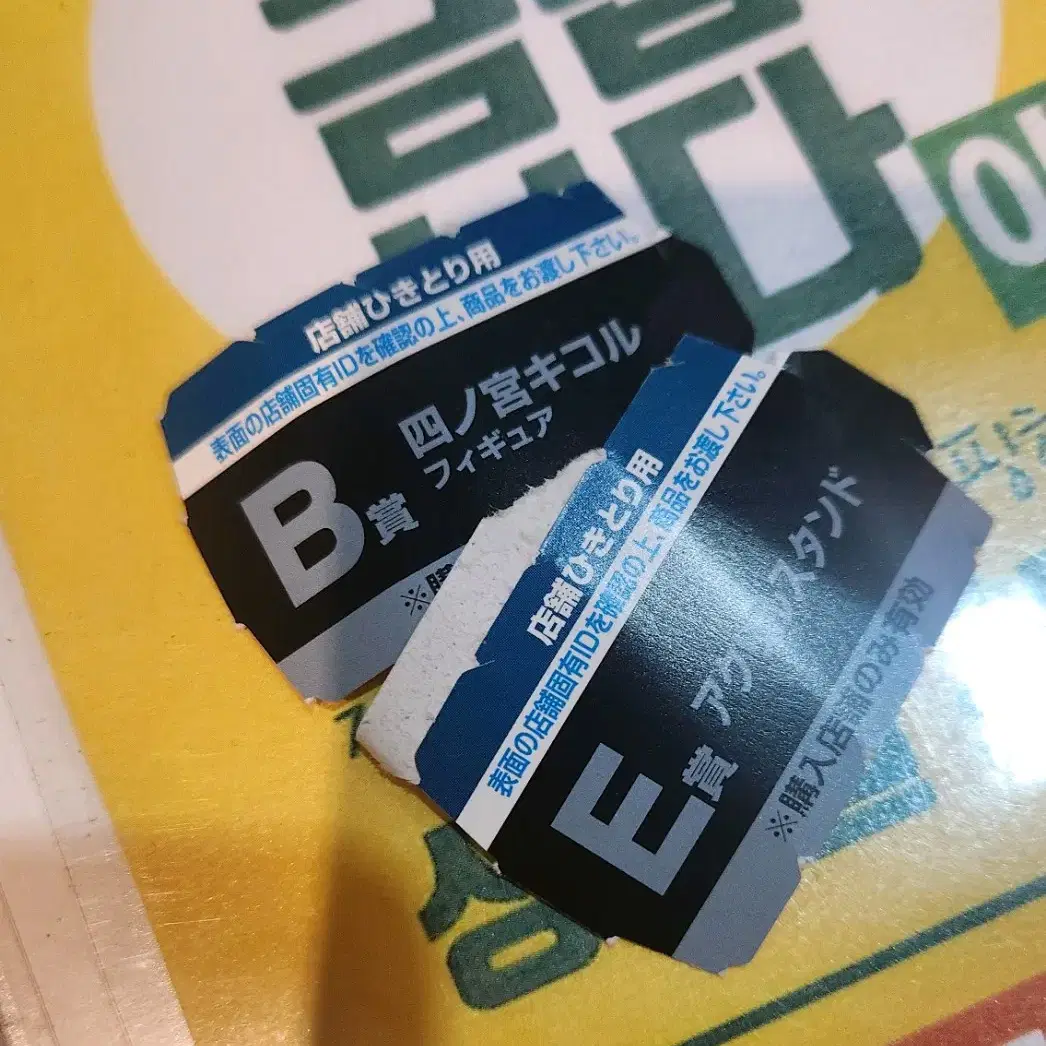 店舗ひきとり用
表面の店舗固有IDを確認の上、商品をお渡し下さい。
B賞
四ノ宮キコル
フィギュア
※購
店舗ひきとり用
表面の店舗固有IDを確認の上、商品をお渡し下さい。
E賞
アクリルスタンド
※購入店舗のみ有効